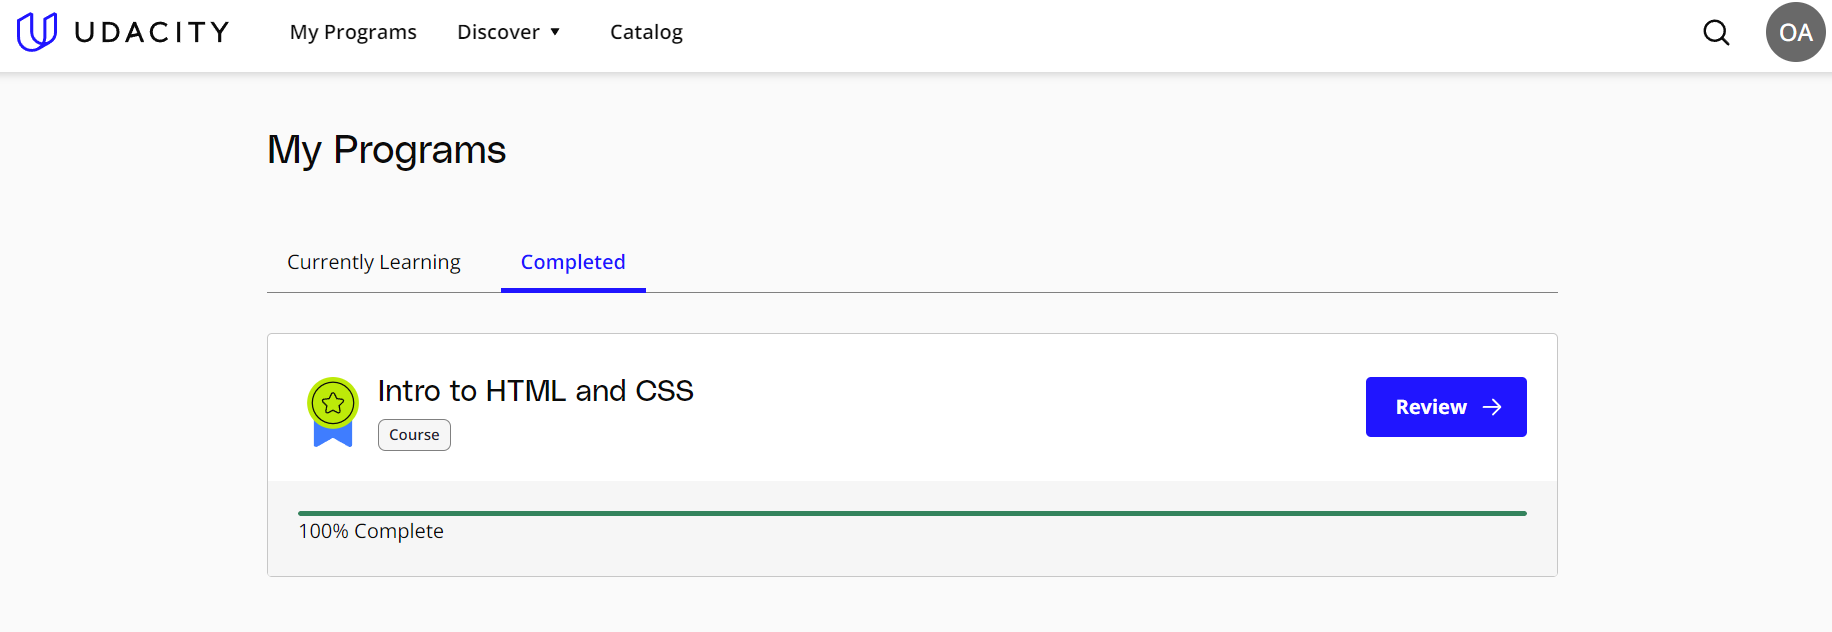 UDACITY My Programs Discover Catalog OA
My Programs
Currently Learning Completed
Intro to HTML and CSS
Course
Review
100% Complete